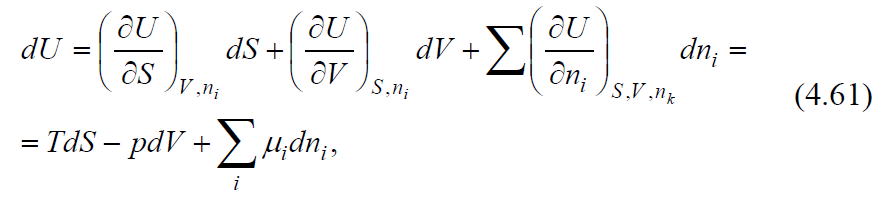 dU = (∂U/∂S)_{V,n_i} dS + (∂U/∂V)_{S,n_i} dV + ∑(∂U/∂n_i)_{S,V,n_k} dn_i =
(4.61)
= TdS − pdV + ∑_i μ_i dn_i,